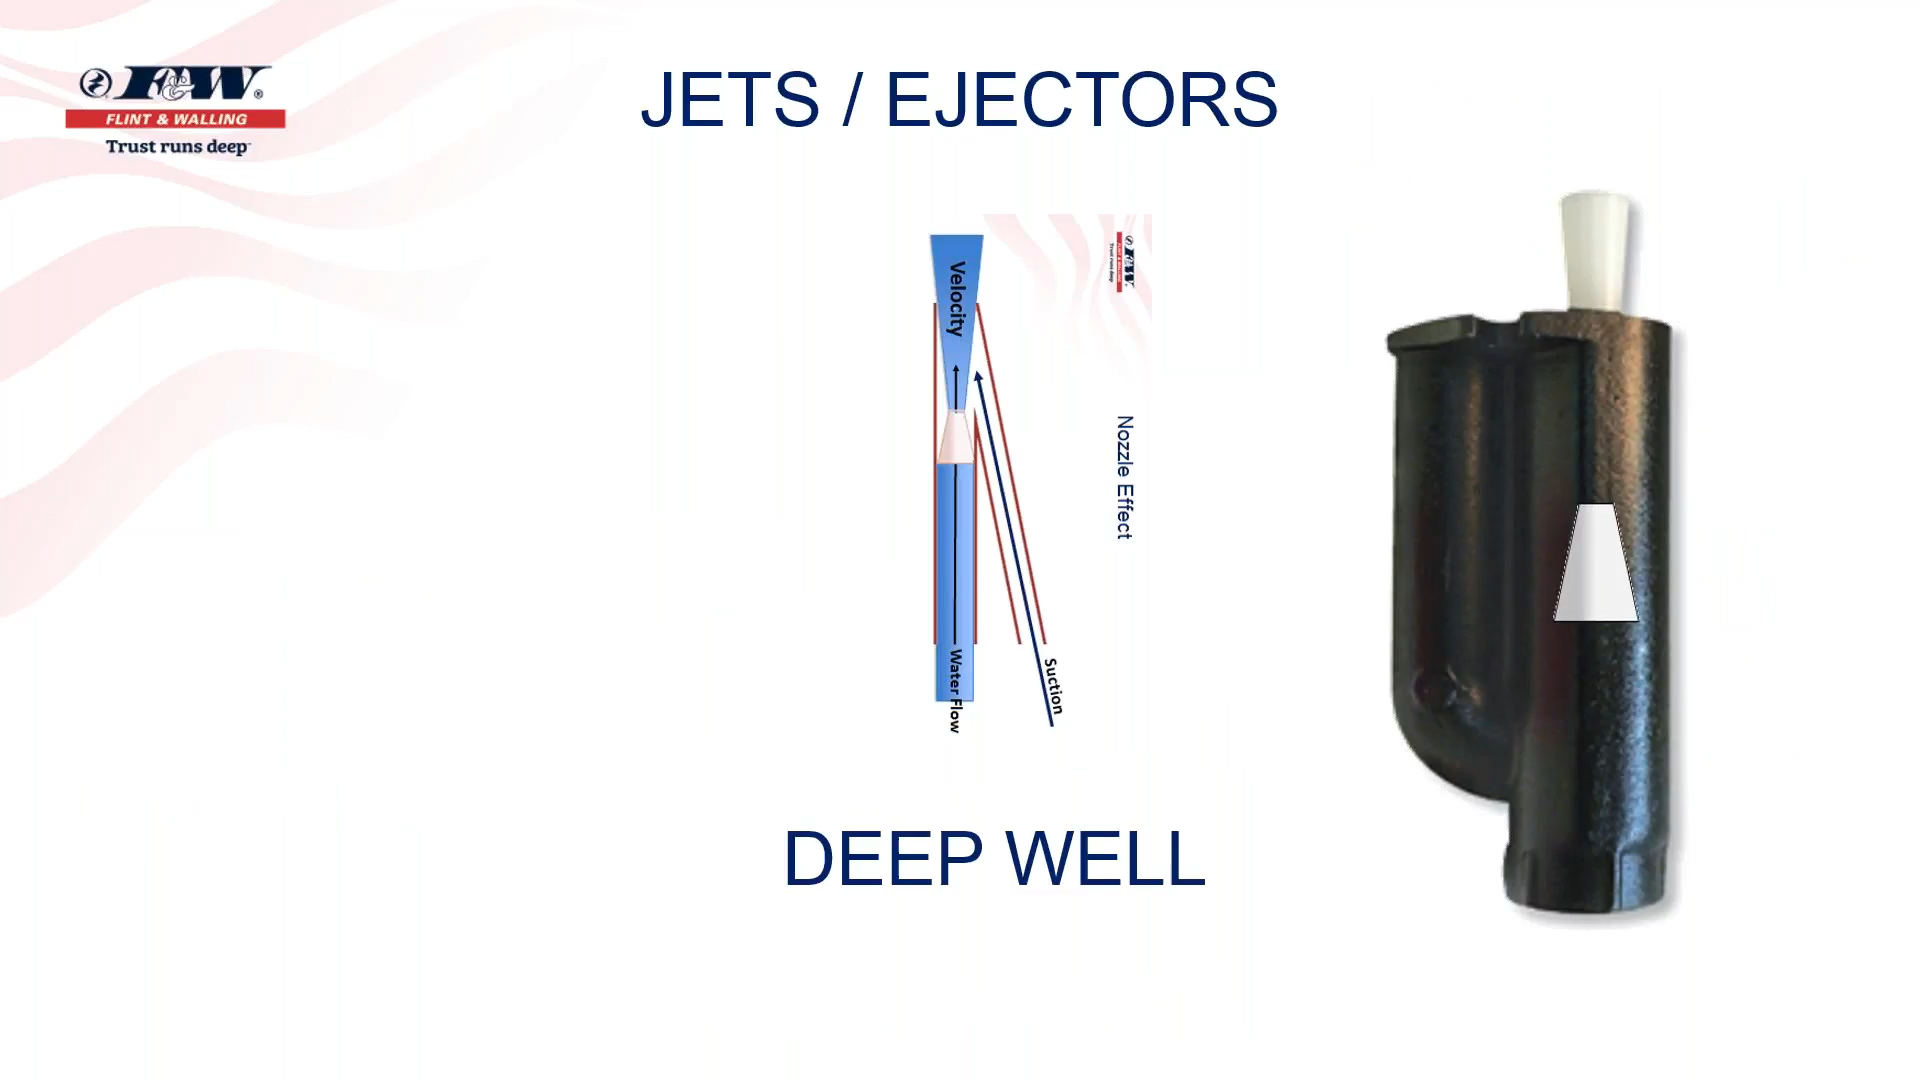 F&W®
FLINT & WALLING
Trust runs deep
JETS / EJECTORS
Velocity
Water Flow
Suction
F&W
Nozzle Effect
DEEP WELL